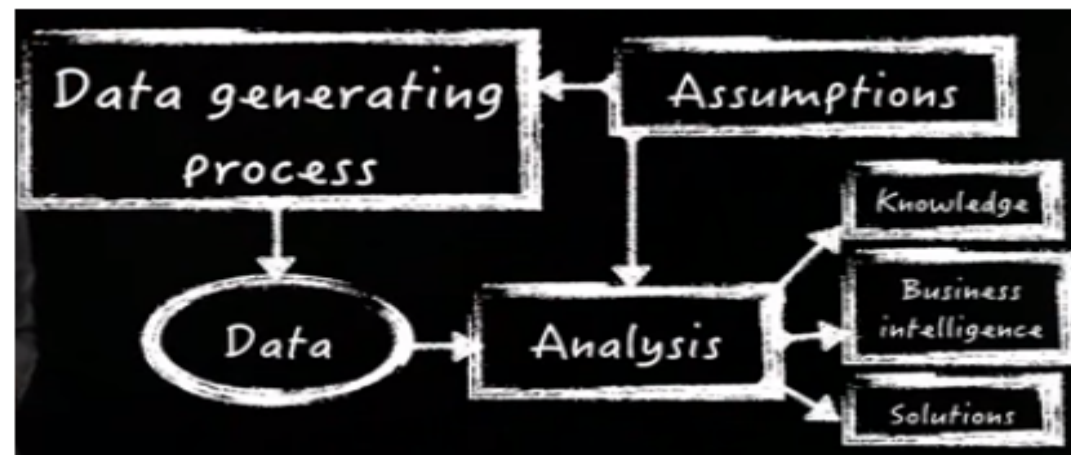 Data generating
process
Assumptions
Knowledge
Business
intelligence
Data
Analysis
Solutions